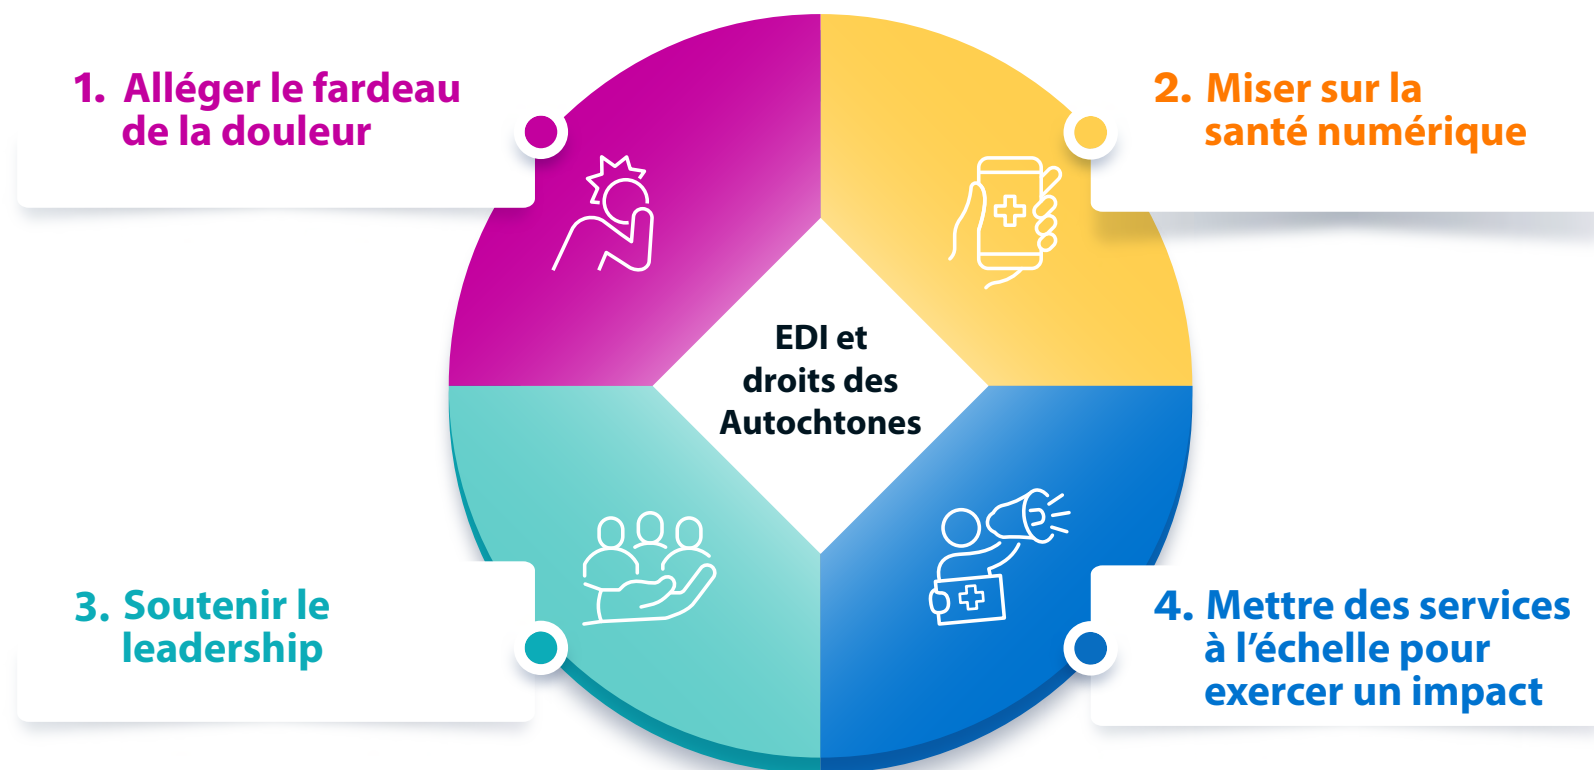 1. Alléger le fardeau
de la douleur
2. Miser sur la
santé numérique
EDI et
droits des
Autochtones
3. Soutenir le
leadership
4. Mettre des services
à l’échelle pour
exercer un impact